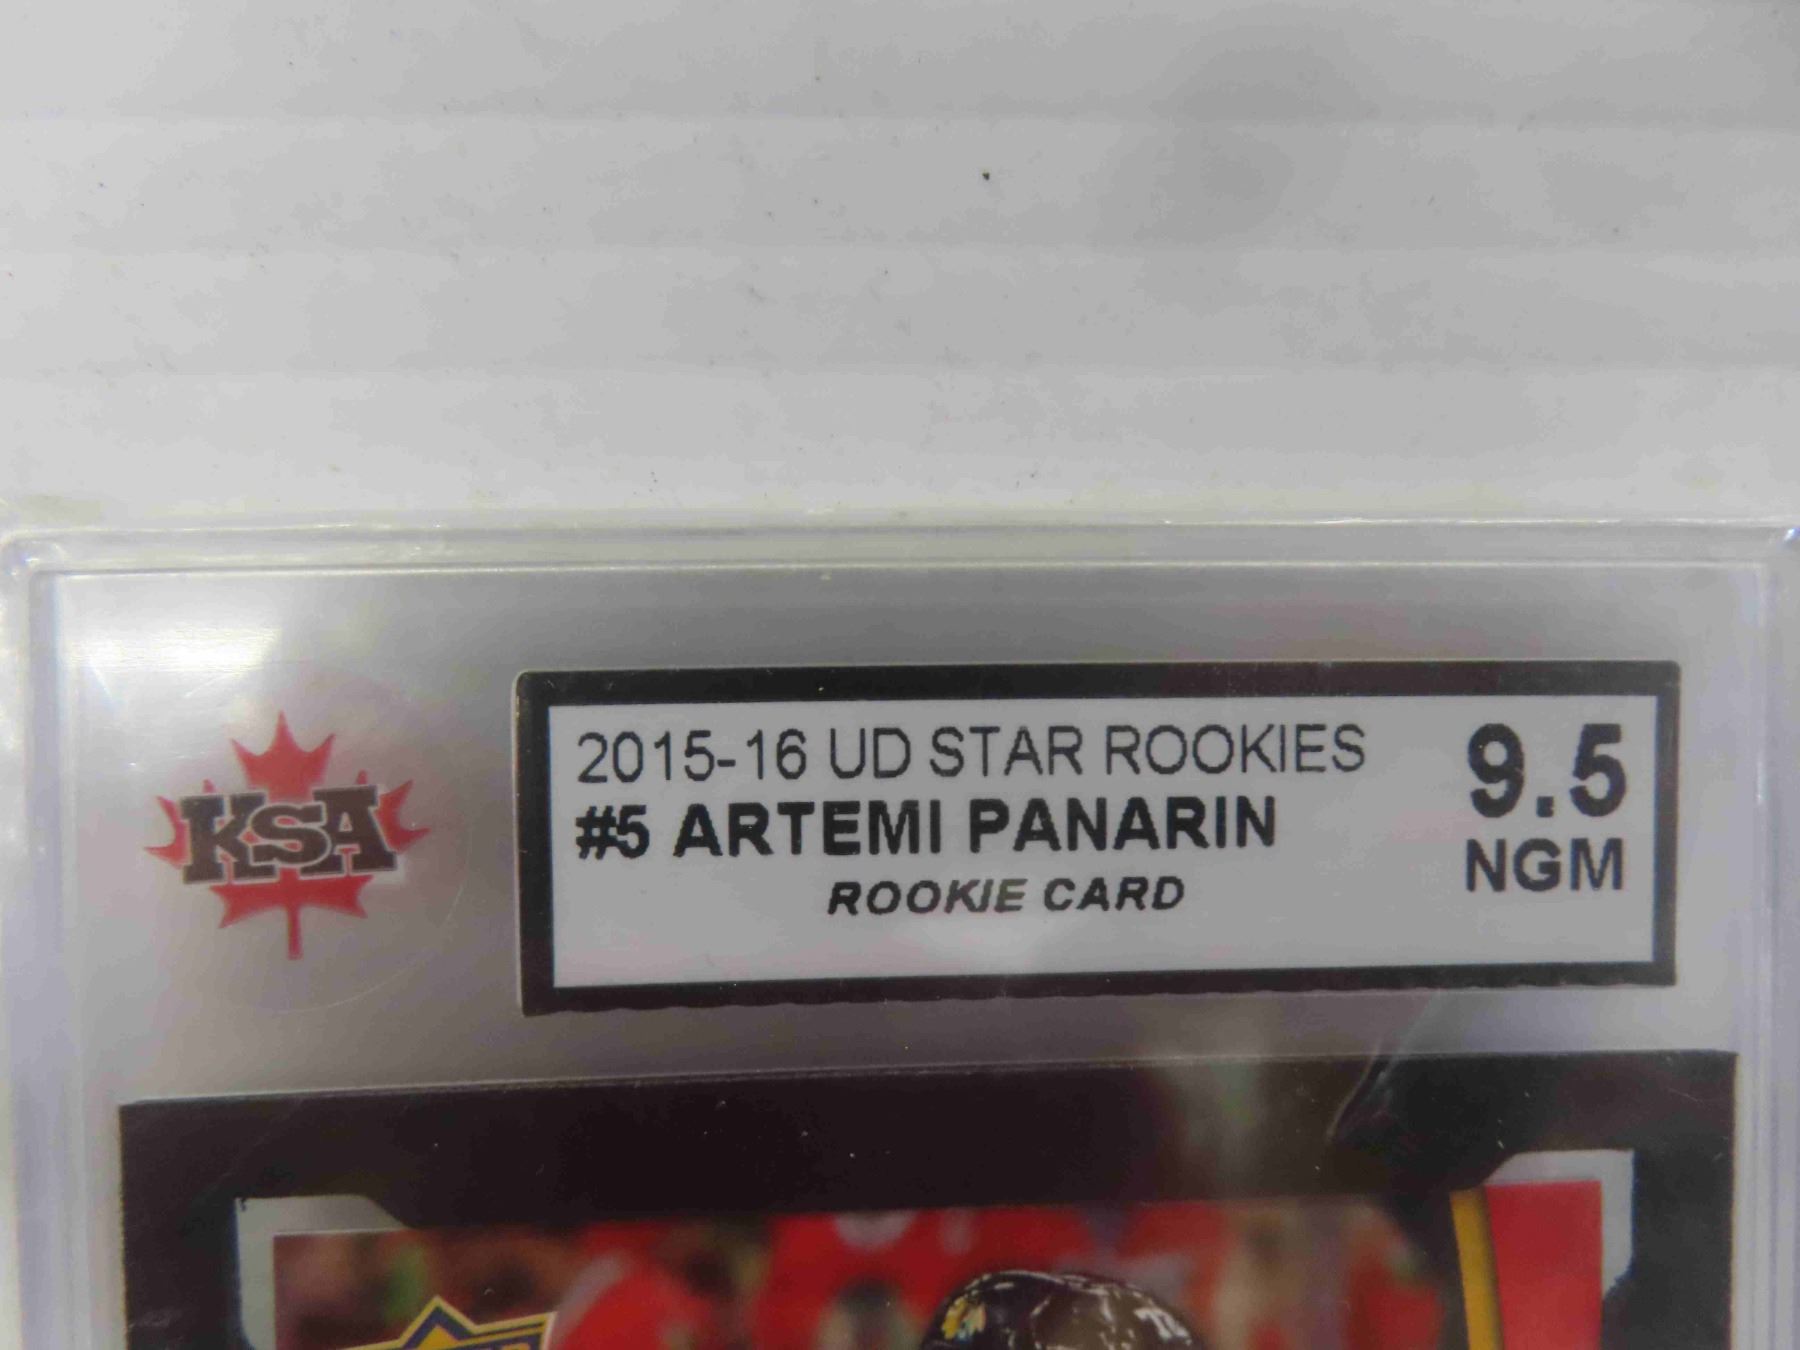 KSA
2015-16 UD STAR ROOKIES
#5 ARTEMI PANARIN
ROOKIE CARD
9.5
NGM